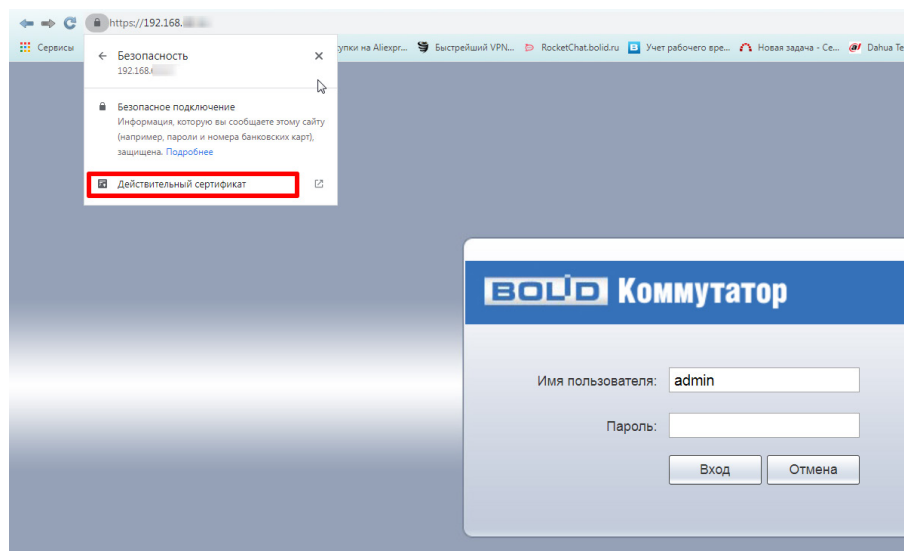 https://192.168.
Сервисы
упки на Aliexpr...
Быстрейший VPN...
RocketChat.bolid.ru
Учет рабочего вре...
Новая задача - Се...
Dahua Te
Безопасность
192.168.
Безопасное подключение
Информация, которую вы сообщаете этому сайту
(например, пароли и номера банковских карт),
защищена. Подробнее
Действительный сертификат
BOLID Коммутатор
Имя пользователя: admin
Пароль:
Вход Отмена